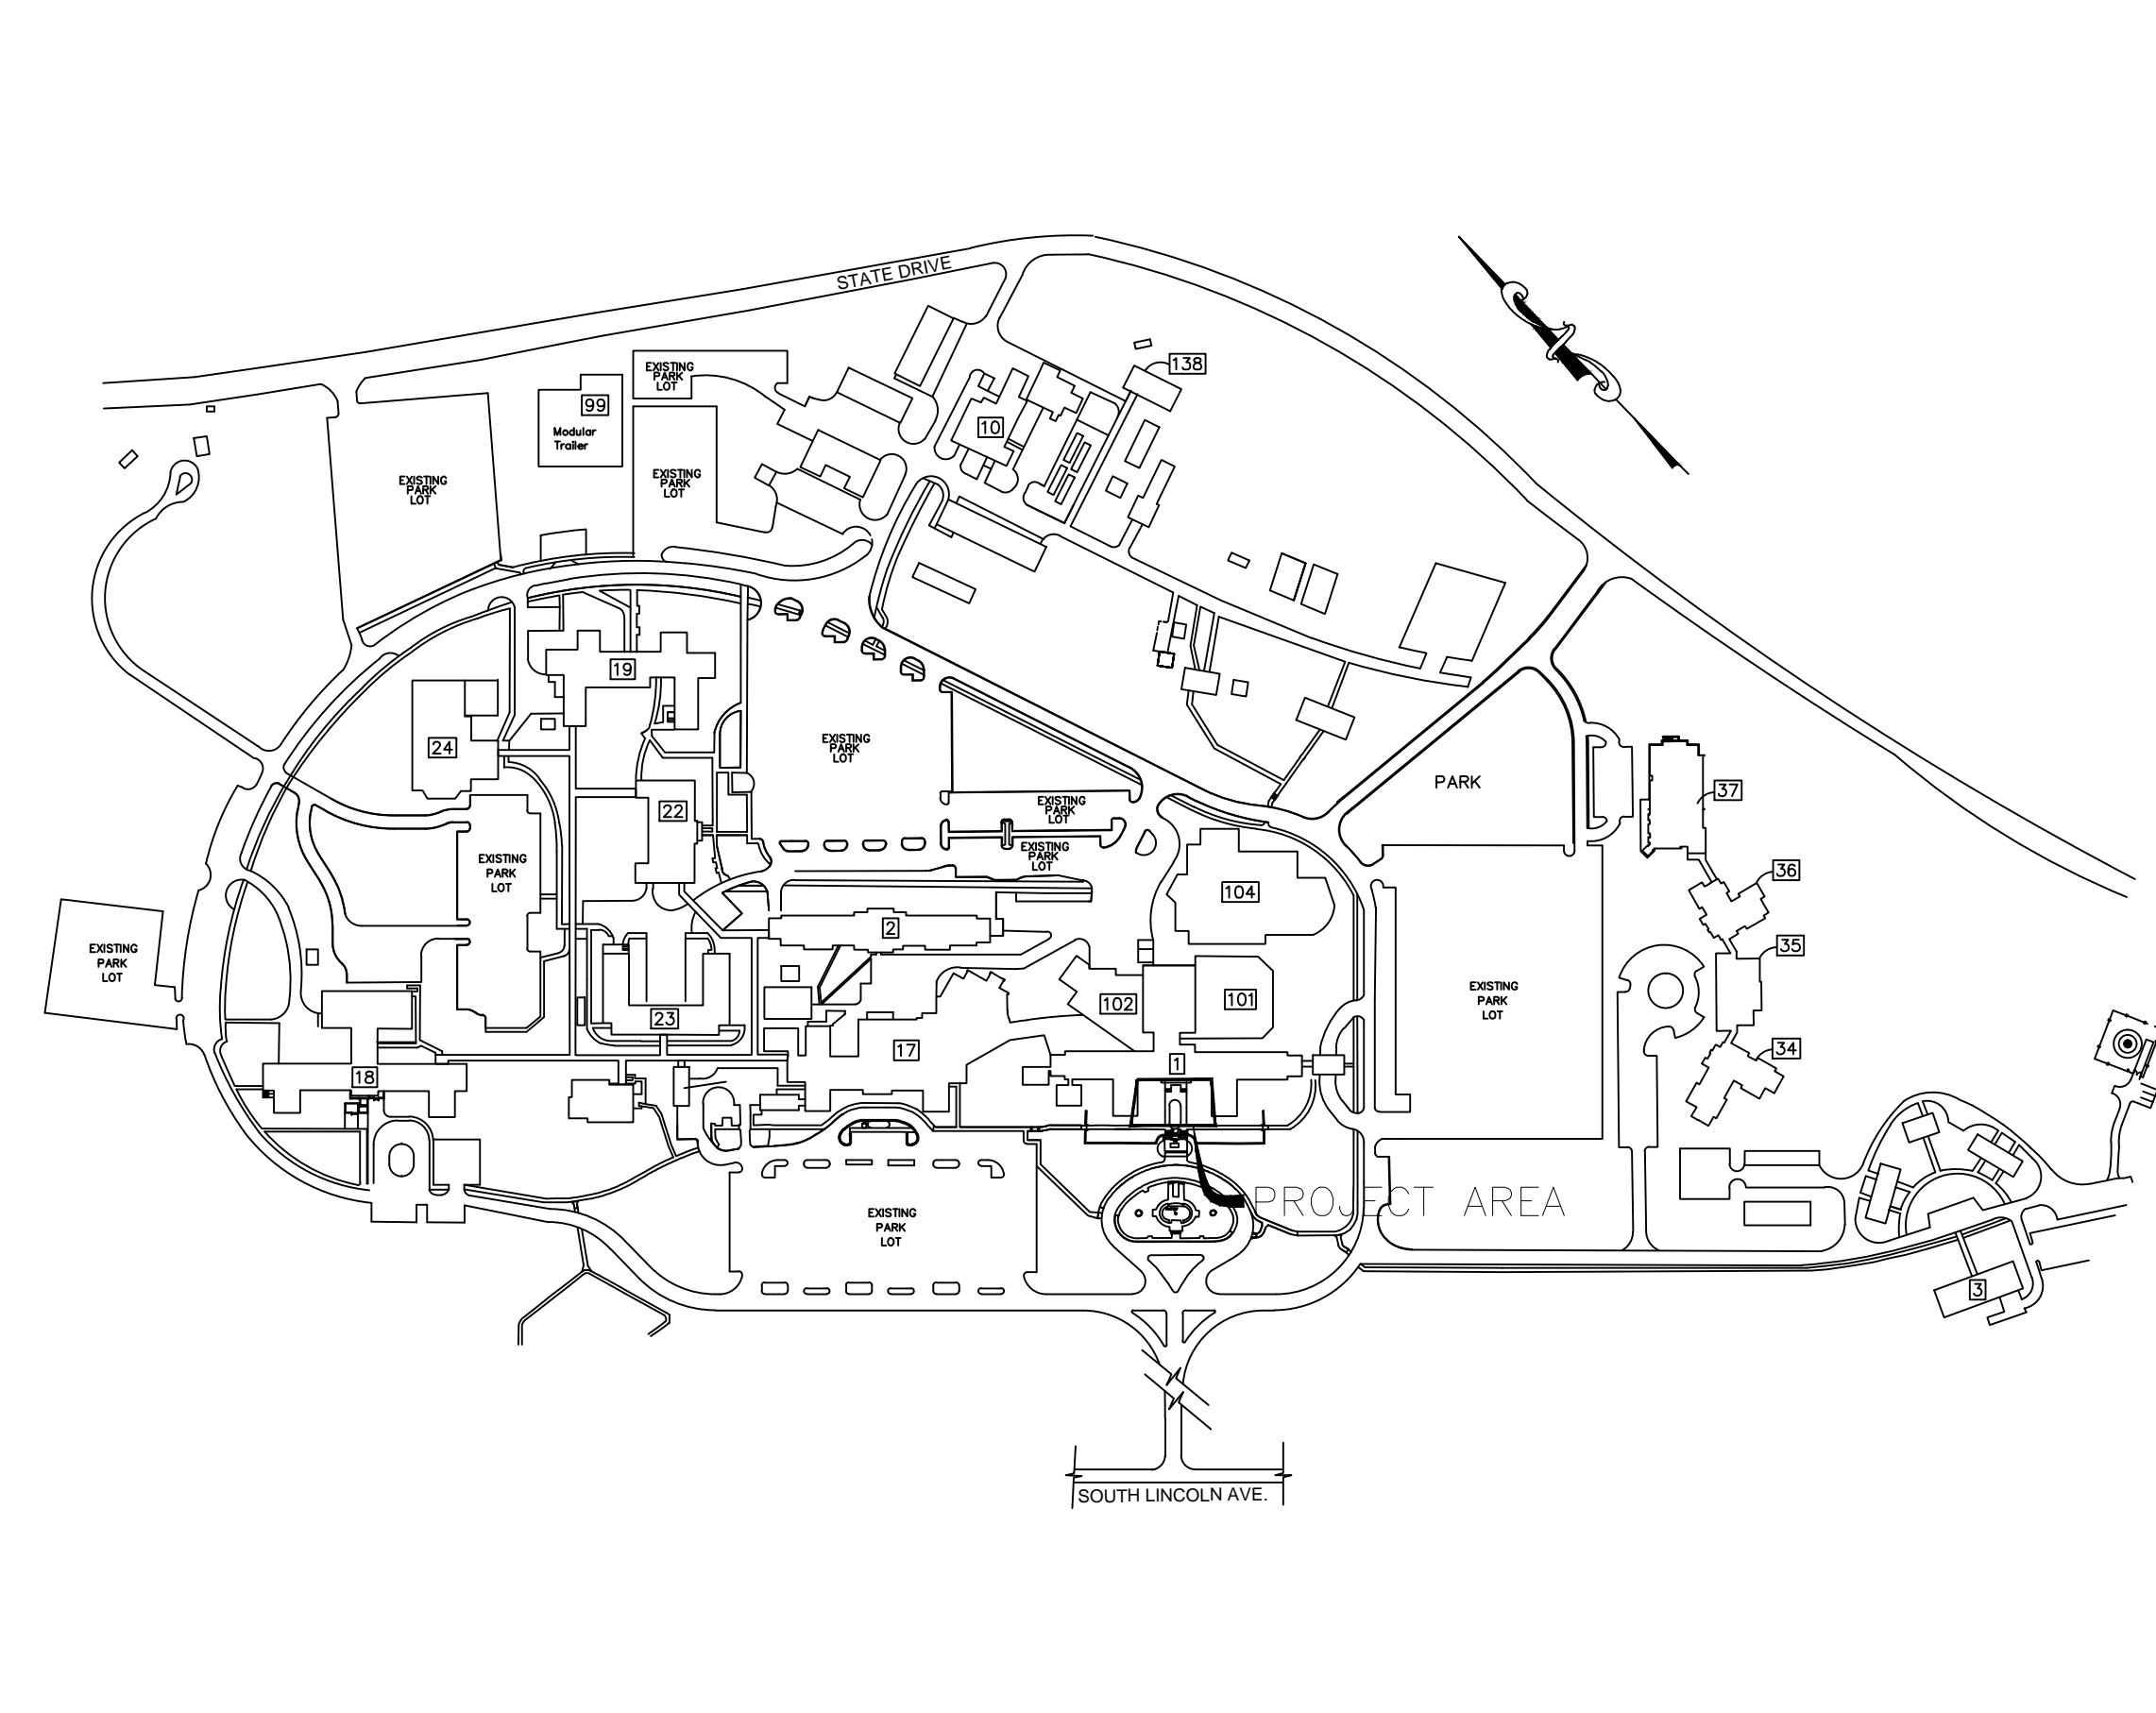 STATE DRIVE
138
EXISTING
PARK
LOT
99
Modular
Trailer
10
EXISTING
PARK
LOT
EXISTING
PARK
LOT
19
24
EXISTING
PARK
LOT
PARK
37
22
EXISTING
PARK
LOT
EXISTING
PARK
LOT
EXISTING
PARK
LOT
36
104
2
35
EXISTING
PARK
LOT
102
101
EXISTING
PARK
LOT
23
17
34
1
18
PROJECT AREA
EXISTING
PARK
LOT
3
SOUTH LINCOLN AVE.